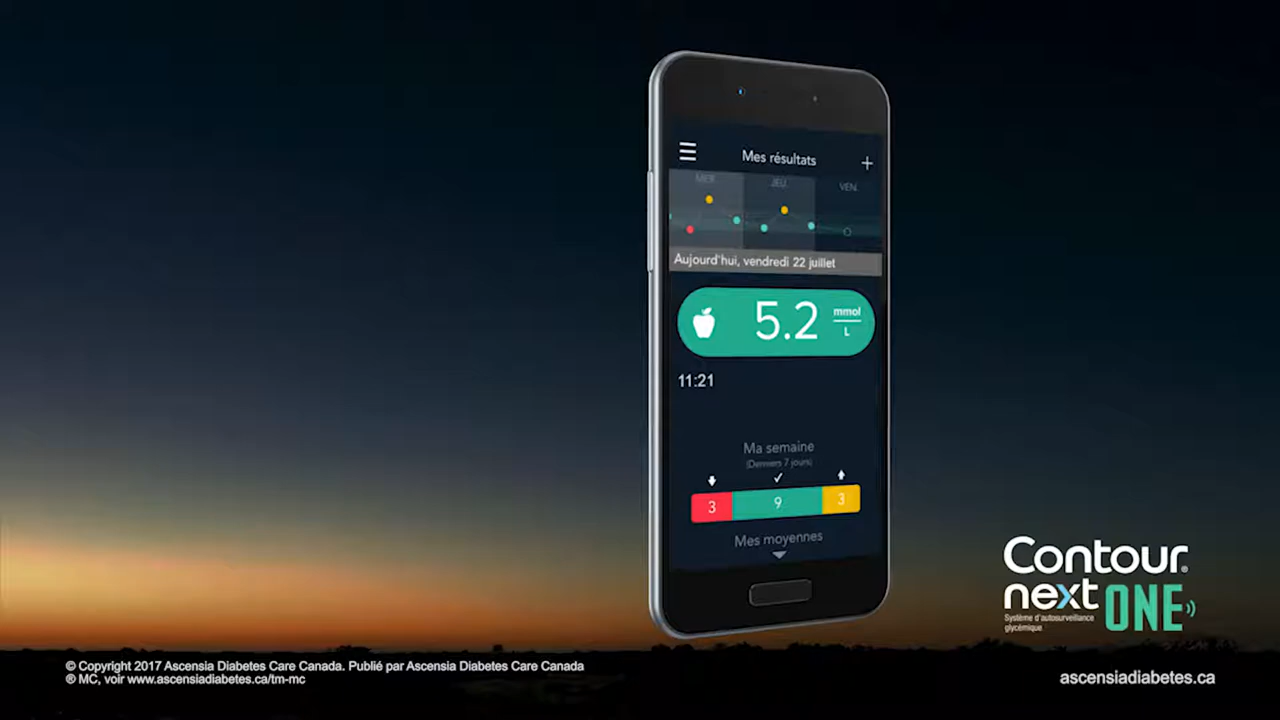 Mes résultats
MER.
JEU.
VEN.
Aujourd'hui, vendredi 22 juillet
5.2 mmol
L
11:21
Ma semaine
(Derniers 7 jours)
3 9 3
Mes moyennes
Contour®
next ONE
Système d'autosurveillance
glycémique
© Copyright 2017 Ascensia Diabetes Care Canada. Publié par Ascensia Diabetes Care Canada
® MC, voir www.ascensiadiabetes.ca/tm-mc
ascensiadiabetes.ca